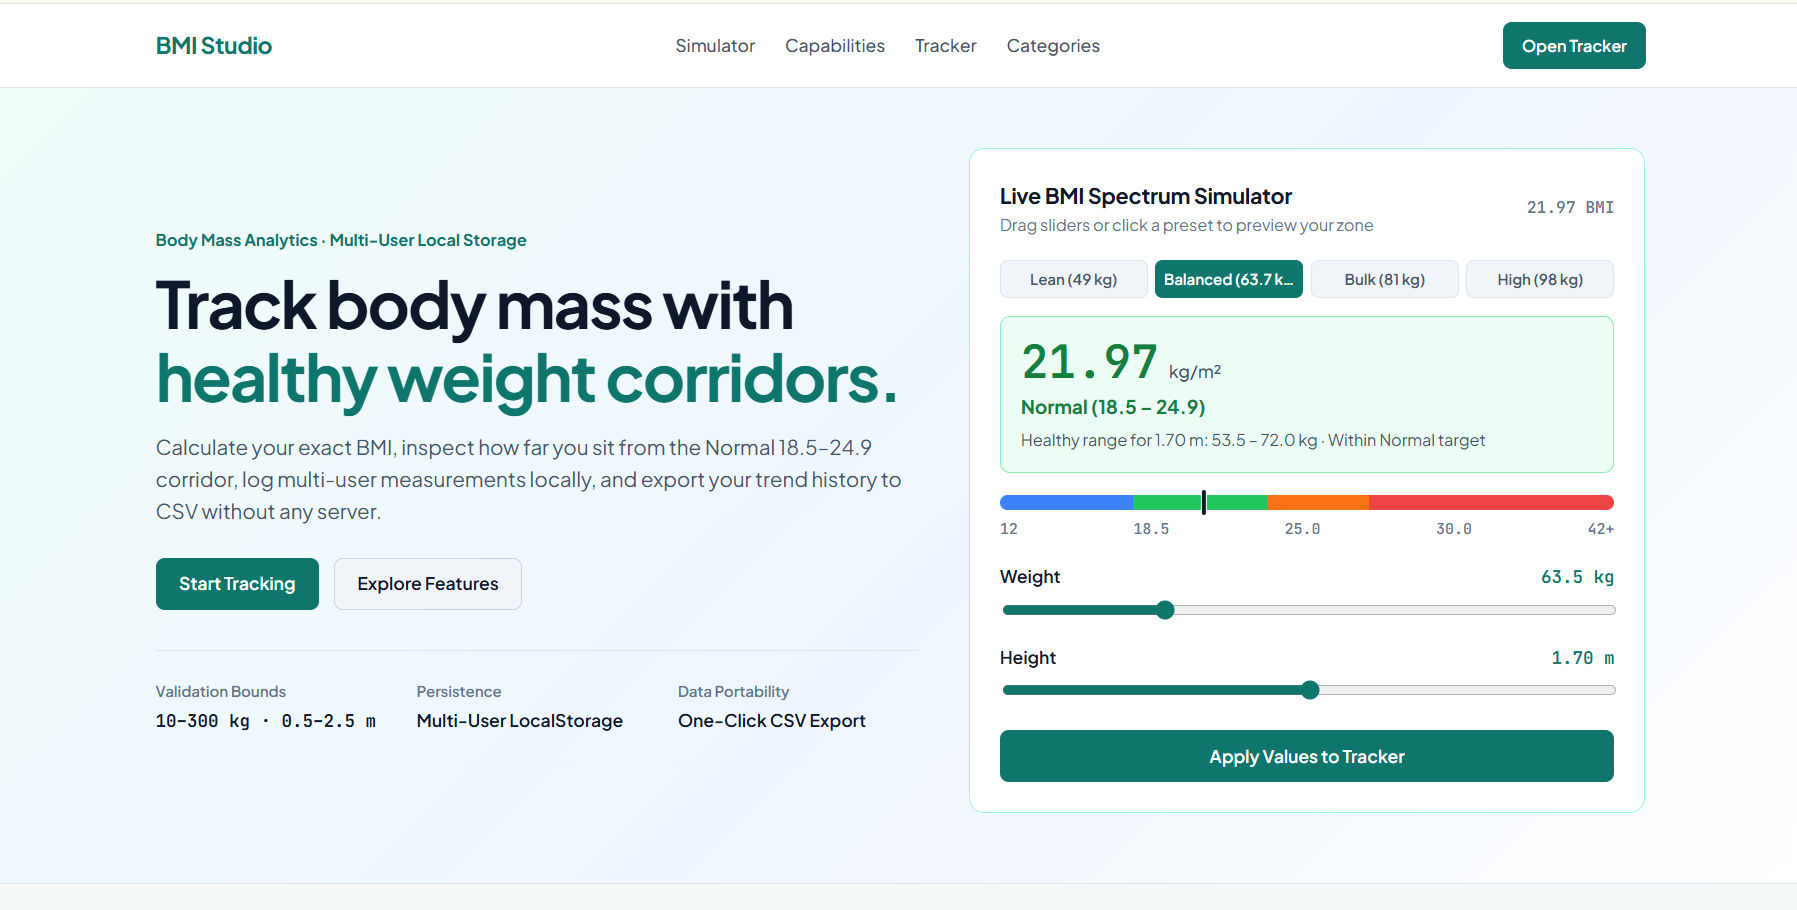 BMI Studio
Simulator
Capabilities
Tracker
Categories
Open Tracker
Body Mass Analytics · Multi-User Local Storage
Track body mass with
healthy weight corridors.
Calculate your exact BMI, inspect how far you sit from the Normal 18.5–24.9
corridor, log multi-user measurements locally, and export your trend history to
CSV without any server.
Start Tracking
Explore Features
Validation Bounds
10–300 kg · 0.5–2.5 m
Persistence
Multi-User LocalStorage
Data Portability
One-Click CSV Export
Live BMI Spectrum Simulator
Drag sliders or click a preset to preview your zone
21.97 BMI
Lean (49 kg)
Balanced (63.7 k...
Bulk (81 kg)
High (98 kg)
21.97 kg/m²
Normal (18.5 – 24.9)
Healthy range for 1.70 m: 53.5 – 72.0 kg · Within Normal target
12
18.5
25.0
30.0
42+
Weight
63.5 kg
Height
1.70 m
Apply Values to Tracker